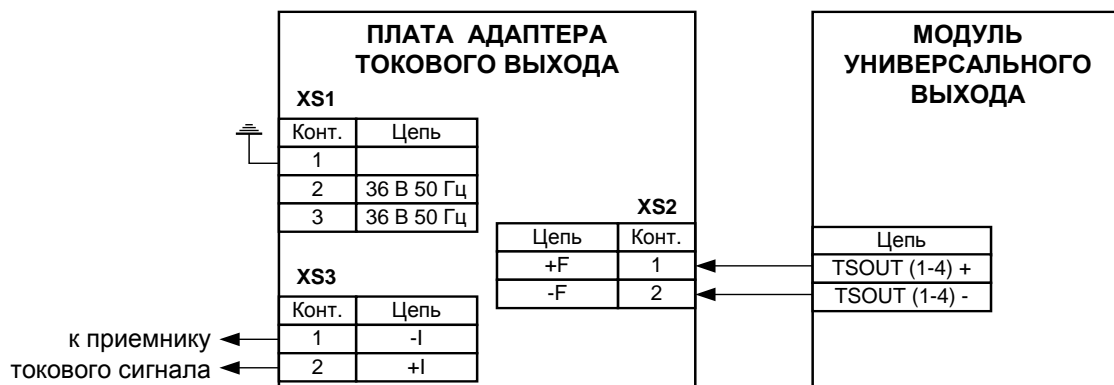 ПЛАТА АДАПТЕРА
ТОКОВОГО ВЫХОДА
XS1
Конт. Цепь
1
2 36 В 50 Гц
3 36 В 50 Гц
XS2
Цепь Конт.
+F 1
-F 2
XS3
Конт. Цепь
1 -I
2 +I
к приемнику
токового сигнала
МОДУЛЬ
УНИВЕРСАЛЬНОГО
ВЫХОДА
Цепь
TSOUT (1-4) +
TSOUT (1-4) -